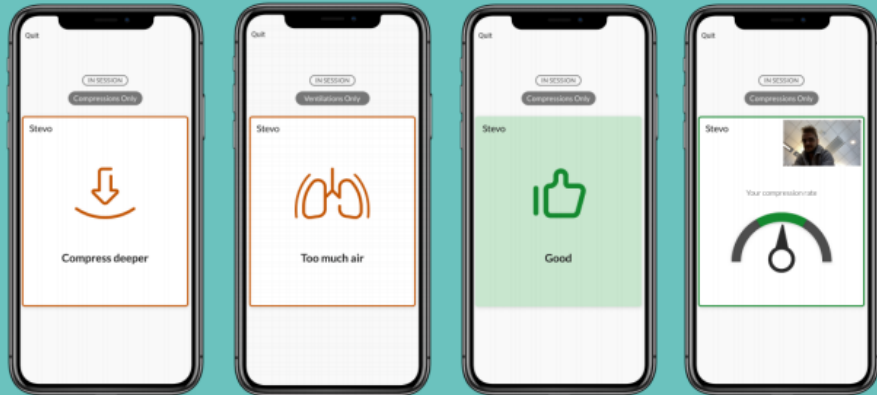 Quit
IN SESSION
Compressions Only
Stevo
Compress deeper
Quit
IN SESSION
Ventilations Only
Stevo
Too much air
Quit
IN SESSION
Compressions Only
Stevo
Good
Quit
IN SESSION
Compressions Only
Stevo
Your compression rate